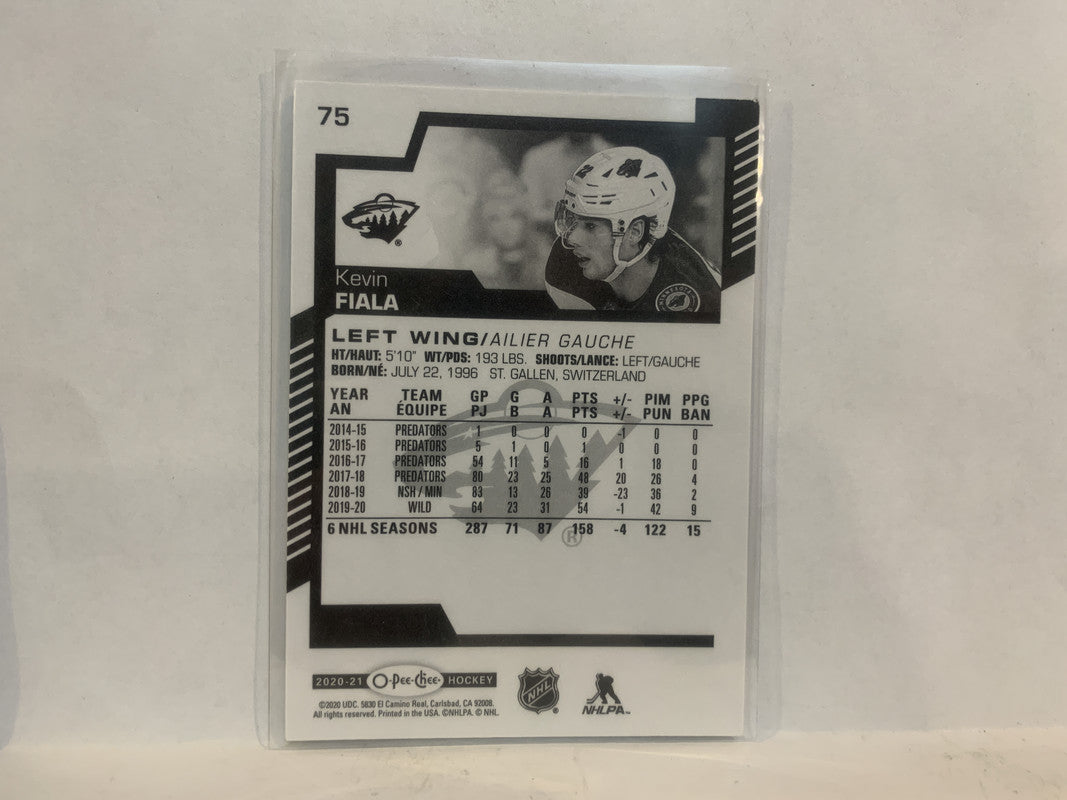 75
Kevin
FIALA
MINNESOTA
LEFT WING/AILIER GAUCHE
HT/HAUT: 5'10" WT/PDS: 193 LBS. SHOOTS/LANCE: LEFT/GAUCHE
BORN/NÉ: JULY 22, 1996 ST. GALLEN, SWITZERLAND
YEAR TEAM GP G A PTS +/- PIM PPG
AN ÉQUIPE PJ B A PTS +/- PUN BAN
2014-15 PREDATORS 1 0 0 0 -1 0 0
2015-16 PREDATORS 5 1 0 1 0 0 0
2016-17 PREDATORS 54 11 5 16 1 18 0
2017-18 PREDATORS 80 23 25 48 20 26 4
2018-19 NSH / MIN 83 13 26 39 -23 36 2
2019-20 WILD 64 23 31 54 -1 42 9
6 NHL SEASONS 287 71 87 158 -4 122 15
®
2020-21 O-Pee-Chee HOCKEY
©2020 UDC. 5830 El Camino Real, Carlsbad, CA 92008.
All rights reserved. Printed in the USA. ©NHLPA. © NHL.
NHL
NHLPA™